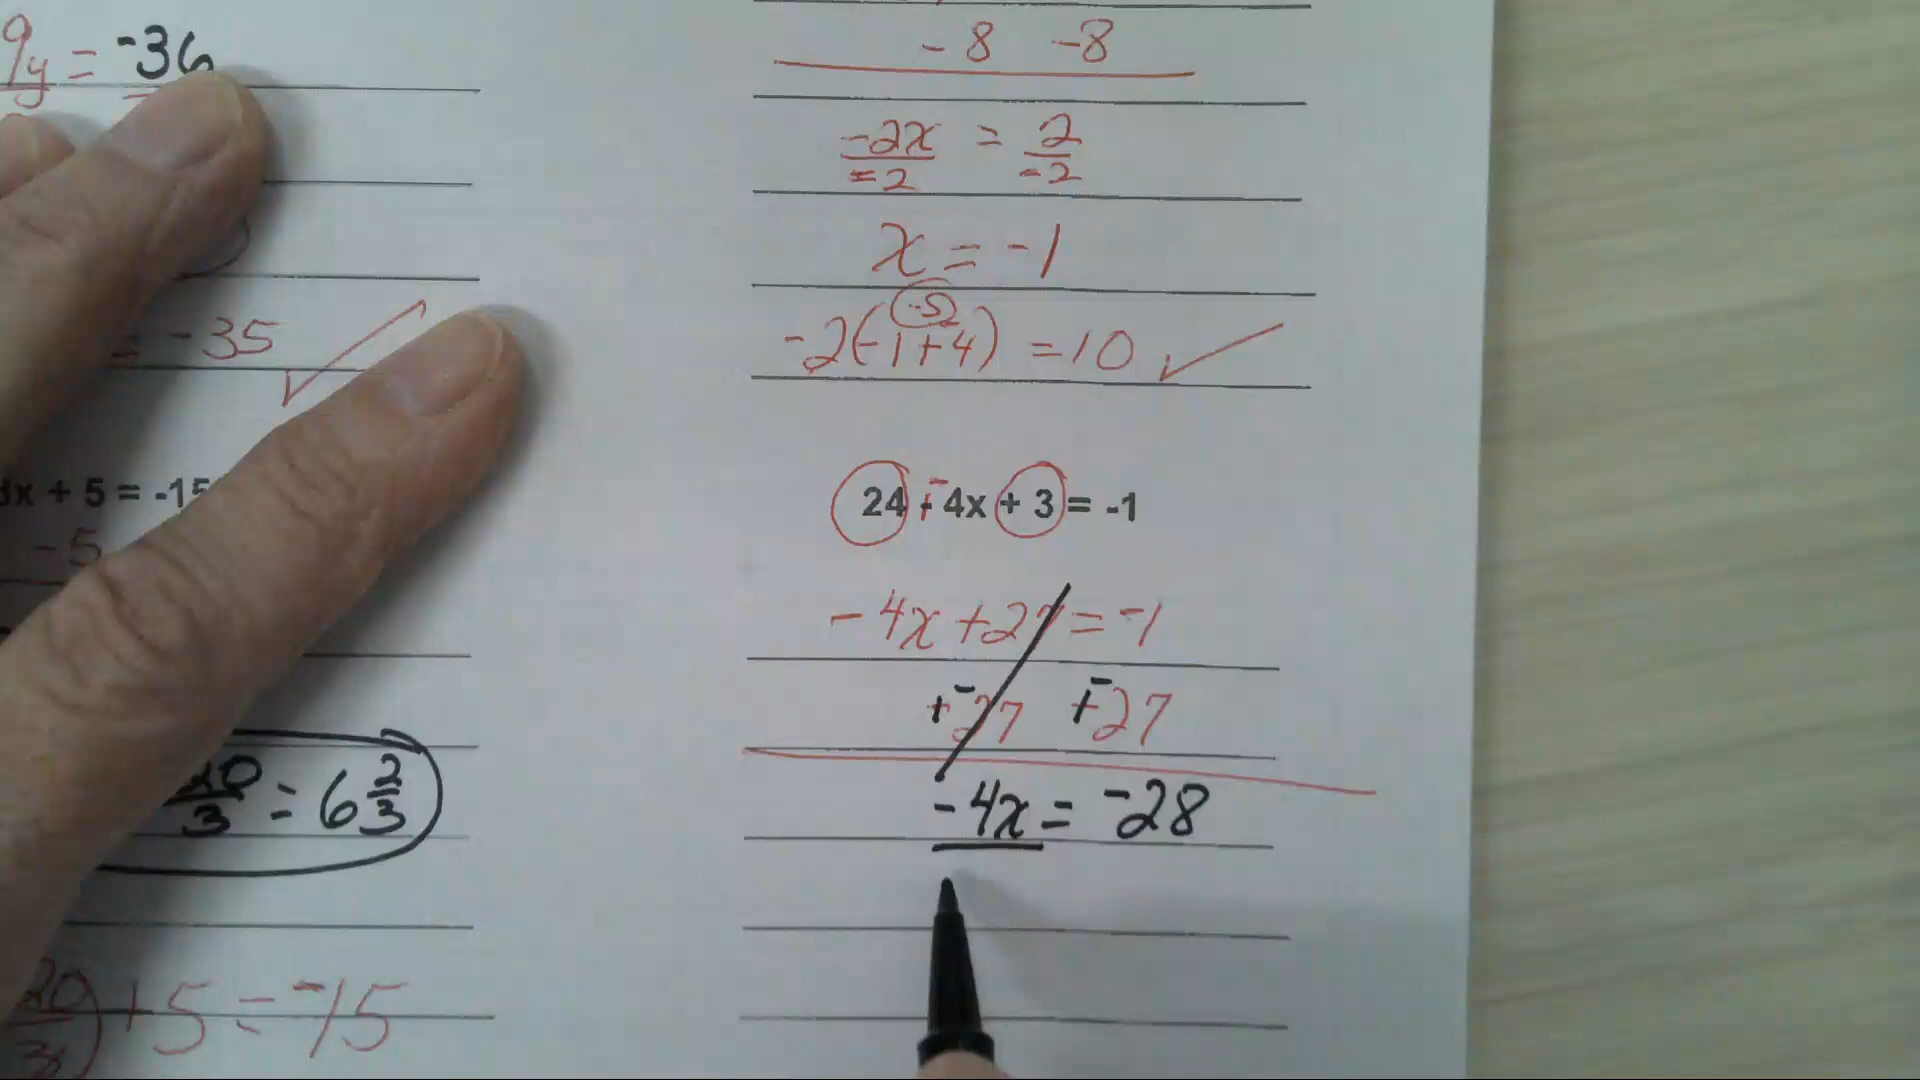 9y = -36
= -35
3x + 5 = -15
-5
20/3 = 6 2/3
20/3) + 5 = -15
-8 -8
-2x/-2 = 2/-2
x = -1
-5
-2(-1+4) = 10
24 - 4x + 3 = -1
-4x + 27 = -1
+-27 +-27
-4x = -28